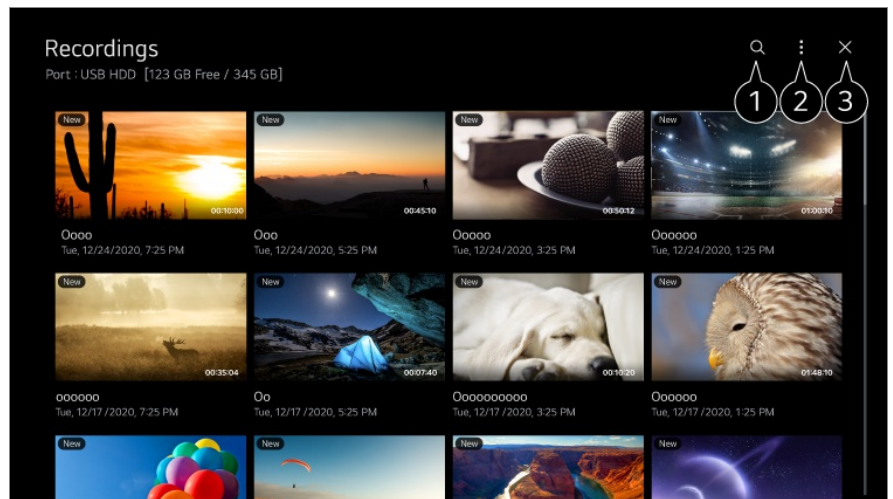 Recordings
Port : USB HDD [123 GB Free / 345 GB]
1 2 3
New New New New
00:10:00 00:45:10 00:50:12 01:00:10
Oooo Ooo Ooooo Oooooo
Tue, 12/24/2020, 7:25 PM Tue, 12/24/2020, 5:25 PM Tue, 12/24/2020, 3:25 PM Tue, 12/24/2020, 1:25 PM
New New New New
00:35:04 00:07:40 00:10:20 01:48:10
oooooo Oo Oooooooooo Oooooo
Tue, 12/17/2020, 7:25 PM Tue, 12/17/2020, 5:25 PM Tue, 12/17/2020, 3:25 PM Tue, 12/17/2020, 1:25 PM
New New New New